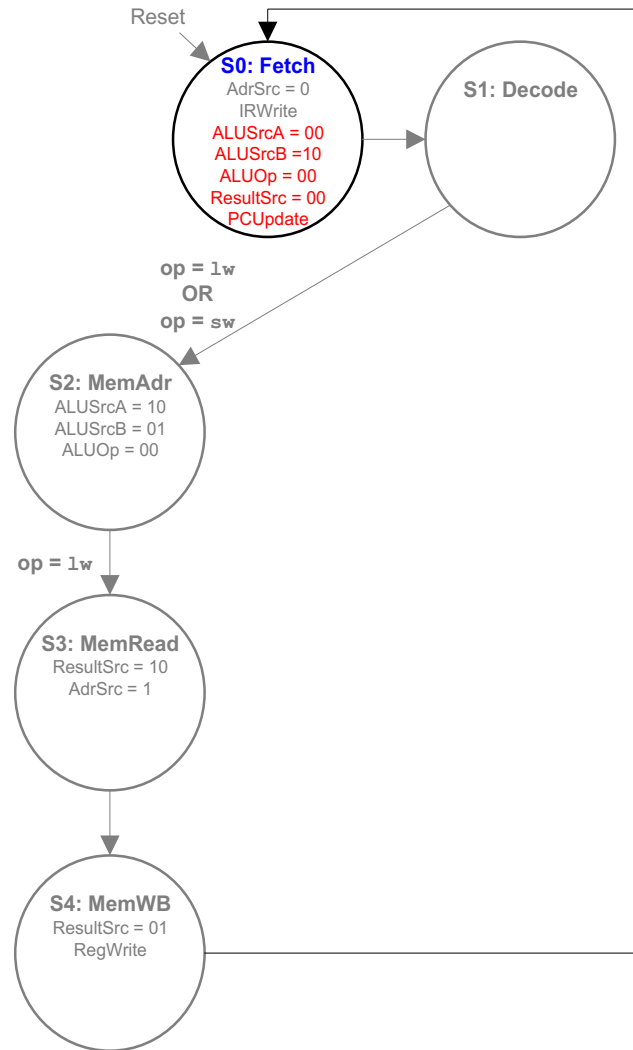 Reset
S0: Fetch
AdrSrc = 0
IRWrite
ALUSrcA = 00
ALUSrcB =10
ALUOp = 00
ResultSrc = 00
PCUpdate
S1: Decode
op = lw
OR
op = sw
S2: MemAdr
ALUSrcA = 10
ALUSrcB = 01
ALUOp = 00
op = lw
S3: MemRead
ResultSrc = 10
AdrSrc = 1
S4: MemWB
ResultSrc = 01
RegWrite